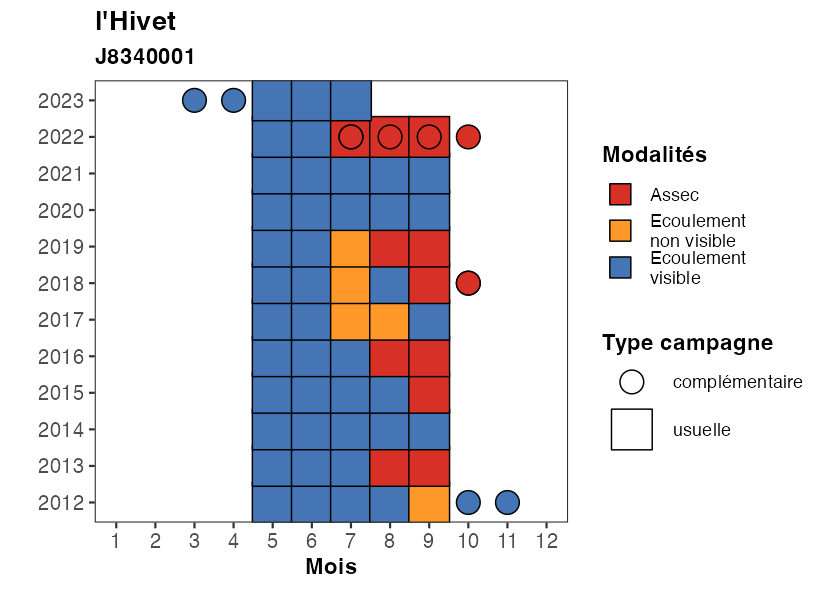 l'Hivet
J8340001
2023
2022
2021
2020
2019
2018
2017
2016
2015
2014
2013
2012
1 2 3 4 5 6 7 8 9 10 11 12
Mois
Modalités
Assec
Ecoulement
non visible
Ecoulement
visible
Type campagne
complémentaire
usuelle